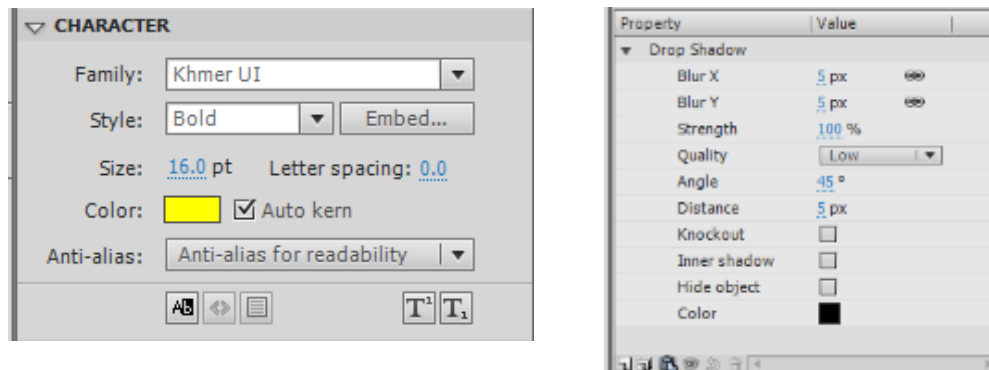 CHARACTER
Family: Khmer UI
Style: Bold Embed...
Size: 16.0 pt Letter spacing: 0.0
Color: Auto kern
Anti-alias: Anti-alias for readability
T¹ T₁
Property Value
Drop Shadow
Blur X 5 px
Blur Y 5 px
Strength 100 %
Quality Low
Angle 45 °
Distance 5 px
Knockout
Inner shadow
Hide object
Color